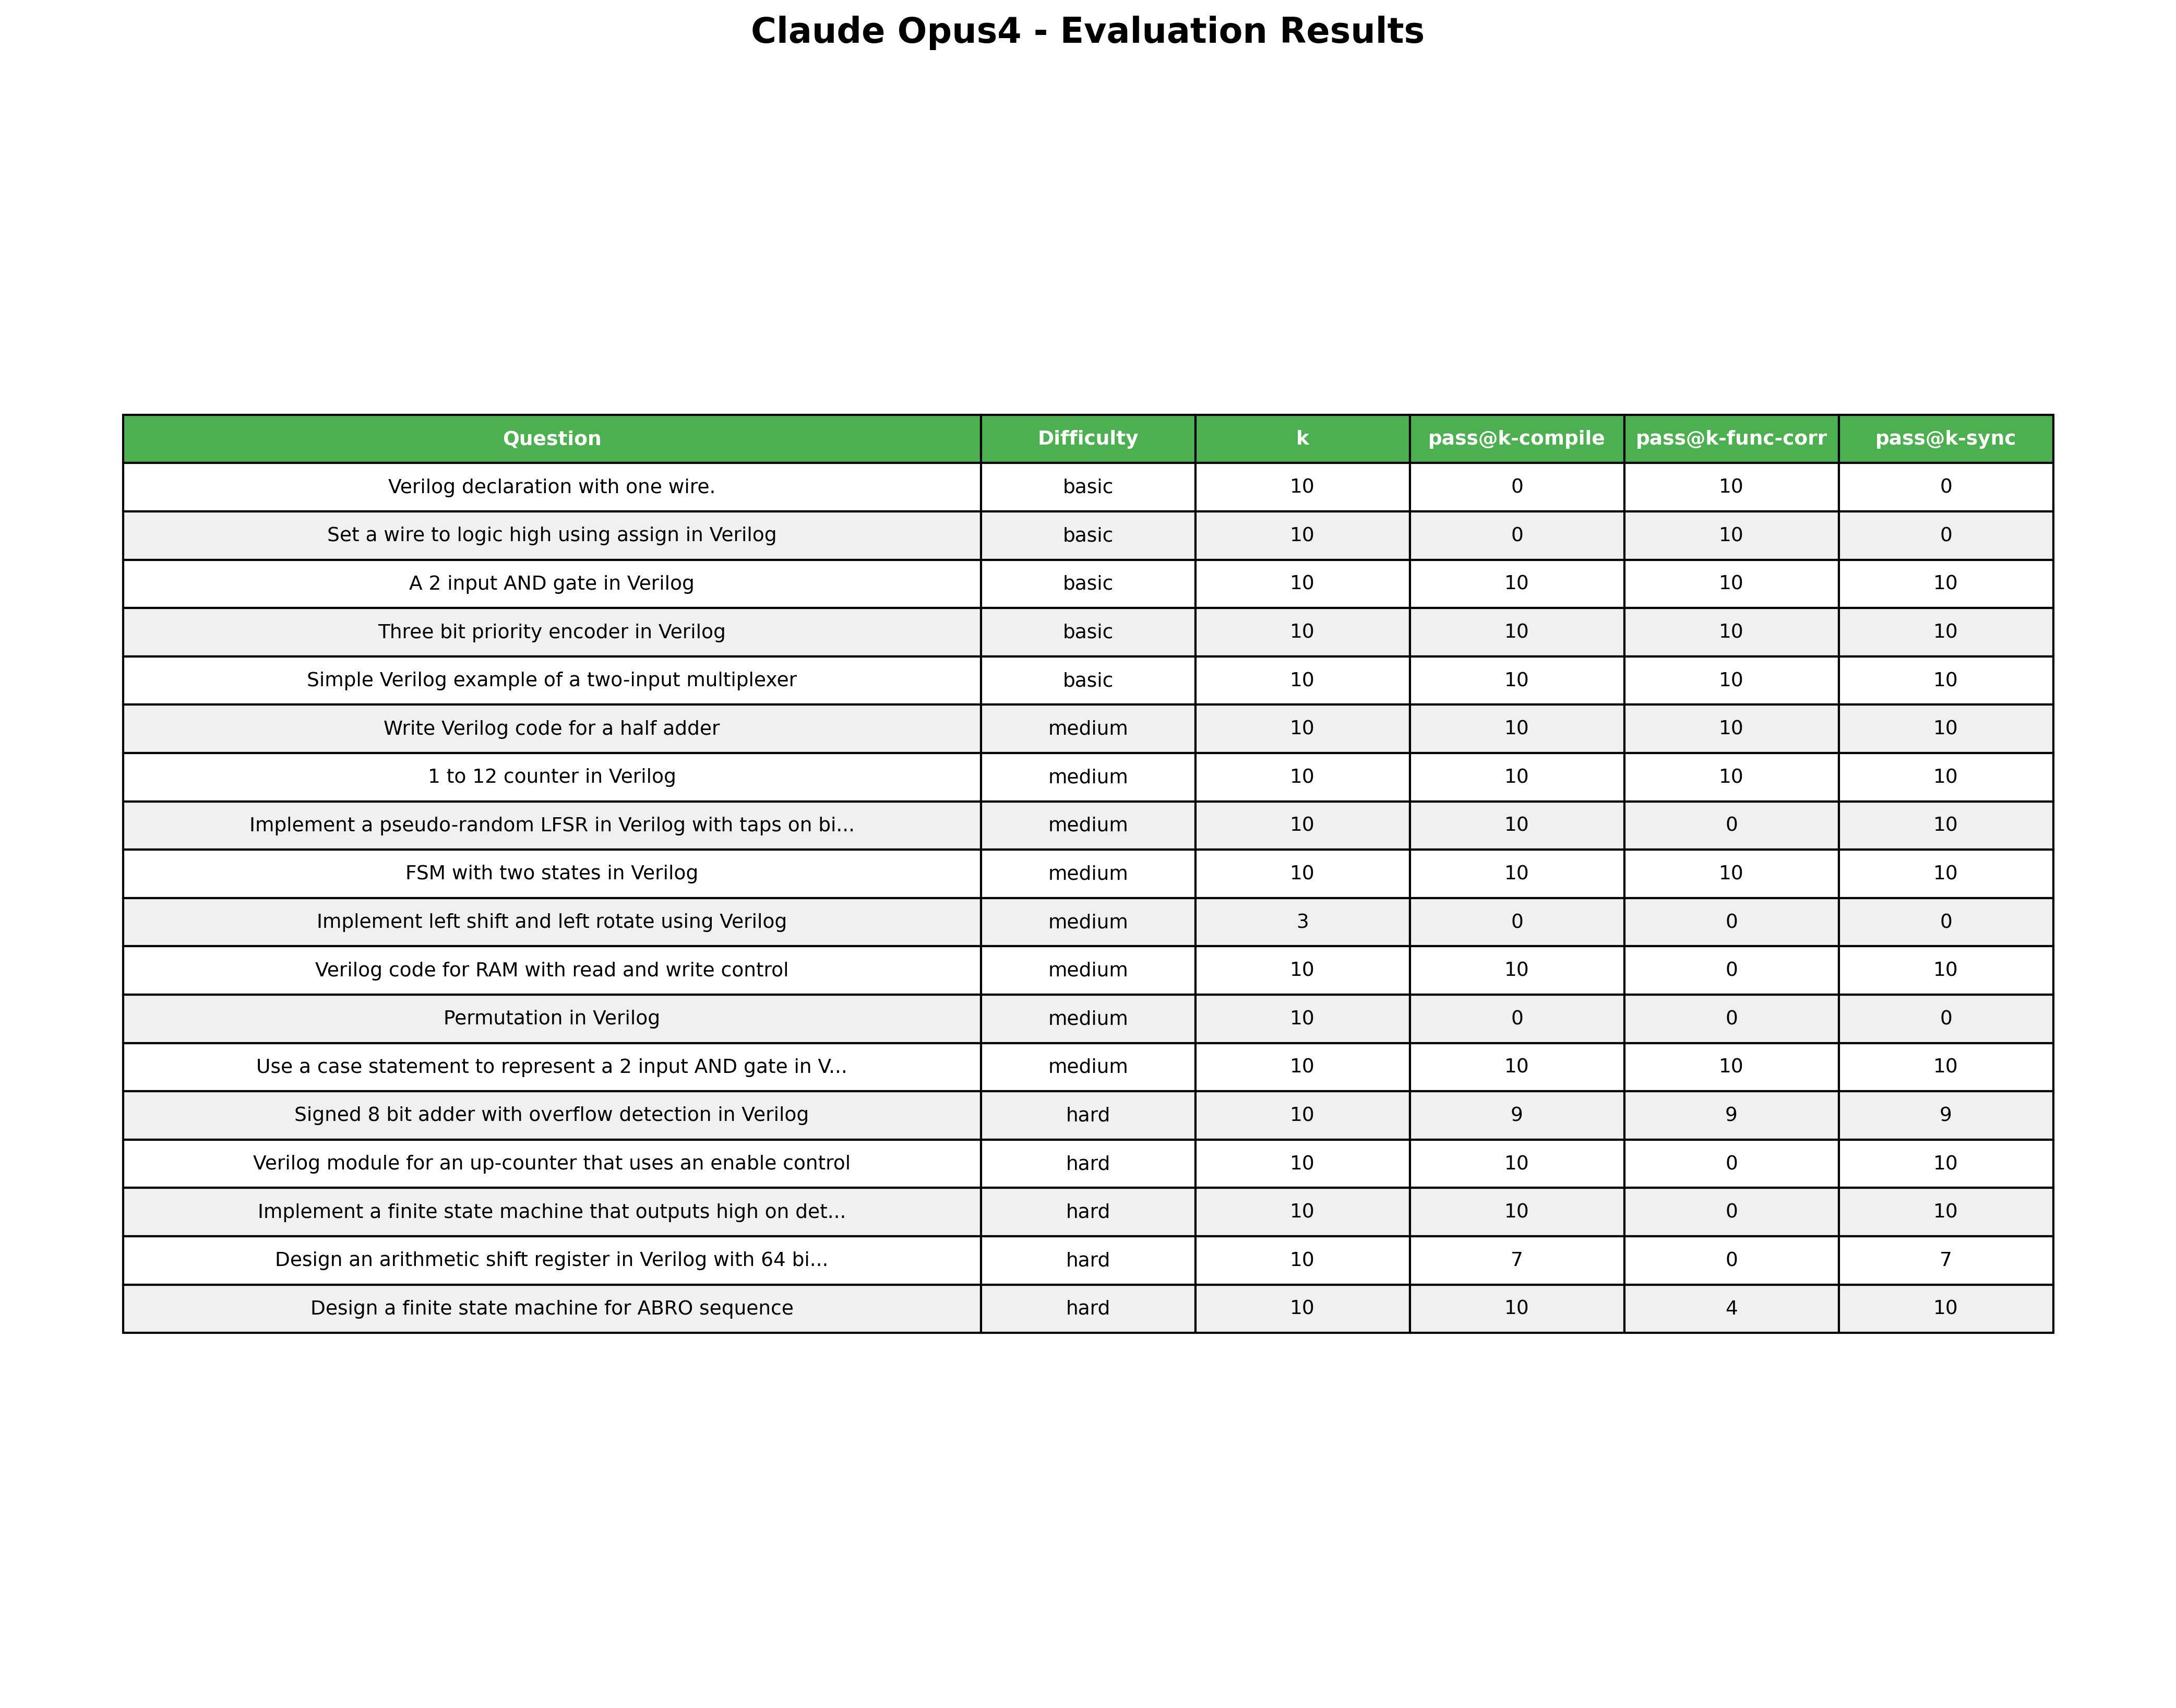 Claude Opus4 - Evaluation Results
Question Difficulty k pass@k-compile pass@k-func-corr pass@k-sync
Verilog declaration with one wire. basic 10 0 10 0
Set a wire to logic high using assign in Verilog basic 10 0 10 0
A 2 input AND gate in Verilog basic 10 10 10 10
Three bit priority encoder in Verilog basic 10 10 10 10
Simple Verilog example of a two-input multiplexer basic 10 10 10 10
Write Verilog code for a half adder medium 10 10 10 10
1 to 12 counter in Verilog medium 10 10 10 10
Implement a pseudo-random LFSR in Verilog with taps on bi... medium 10 10 0 10
FSM with two states in Verilog medium 10 10 10 10
Implement left shift and left rotate using Verilog medium 3 0 0 0
Verilog code for RAM with read and write control medium 10 10 0 10
Permutation in Verilog medium 10 0 0 0
Use a case statement to represent a 2 input AND gate in V... medium 10 10 10 10
Signed 8 bit adder with overflow detection in Verilog hard 10 9 9 9
Verilog module for an up-counter that uses an enable control hard 10 10 0 10
Implement a finite state machine that outputs high on det... hard 10 10 0 10
Design an arithmetic shift register in Verilog with 64 bi... hard 10 7 0 7
Design a finite state machine for ABRO sequence hard 10 10 4 10